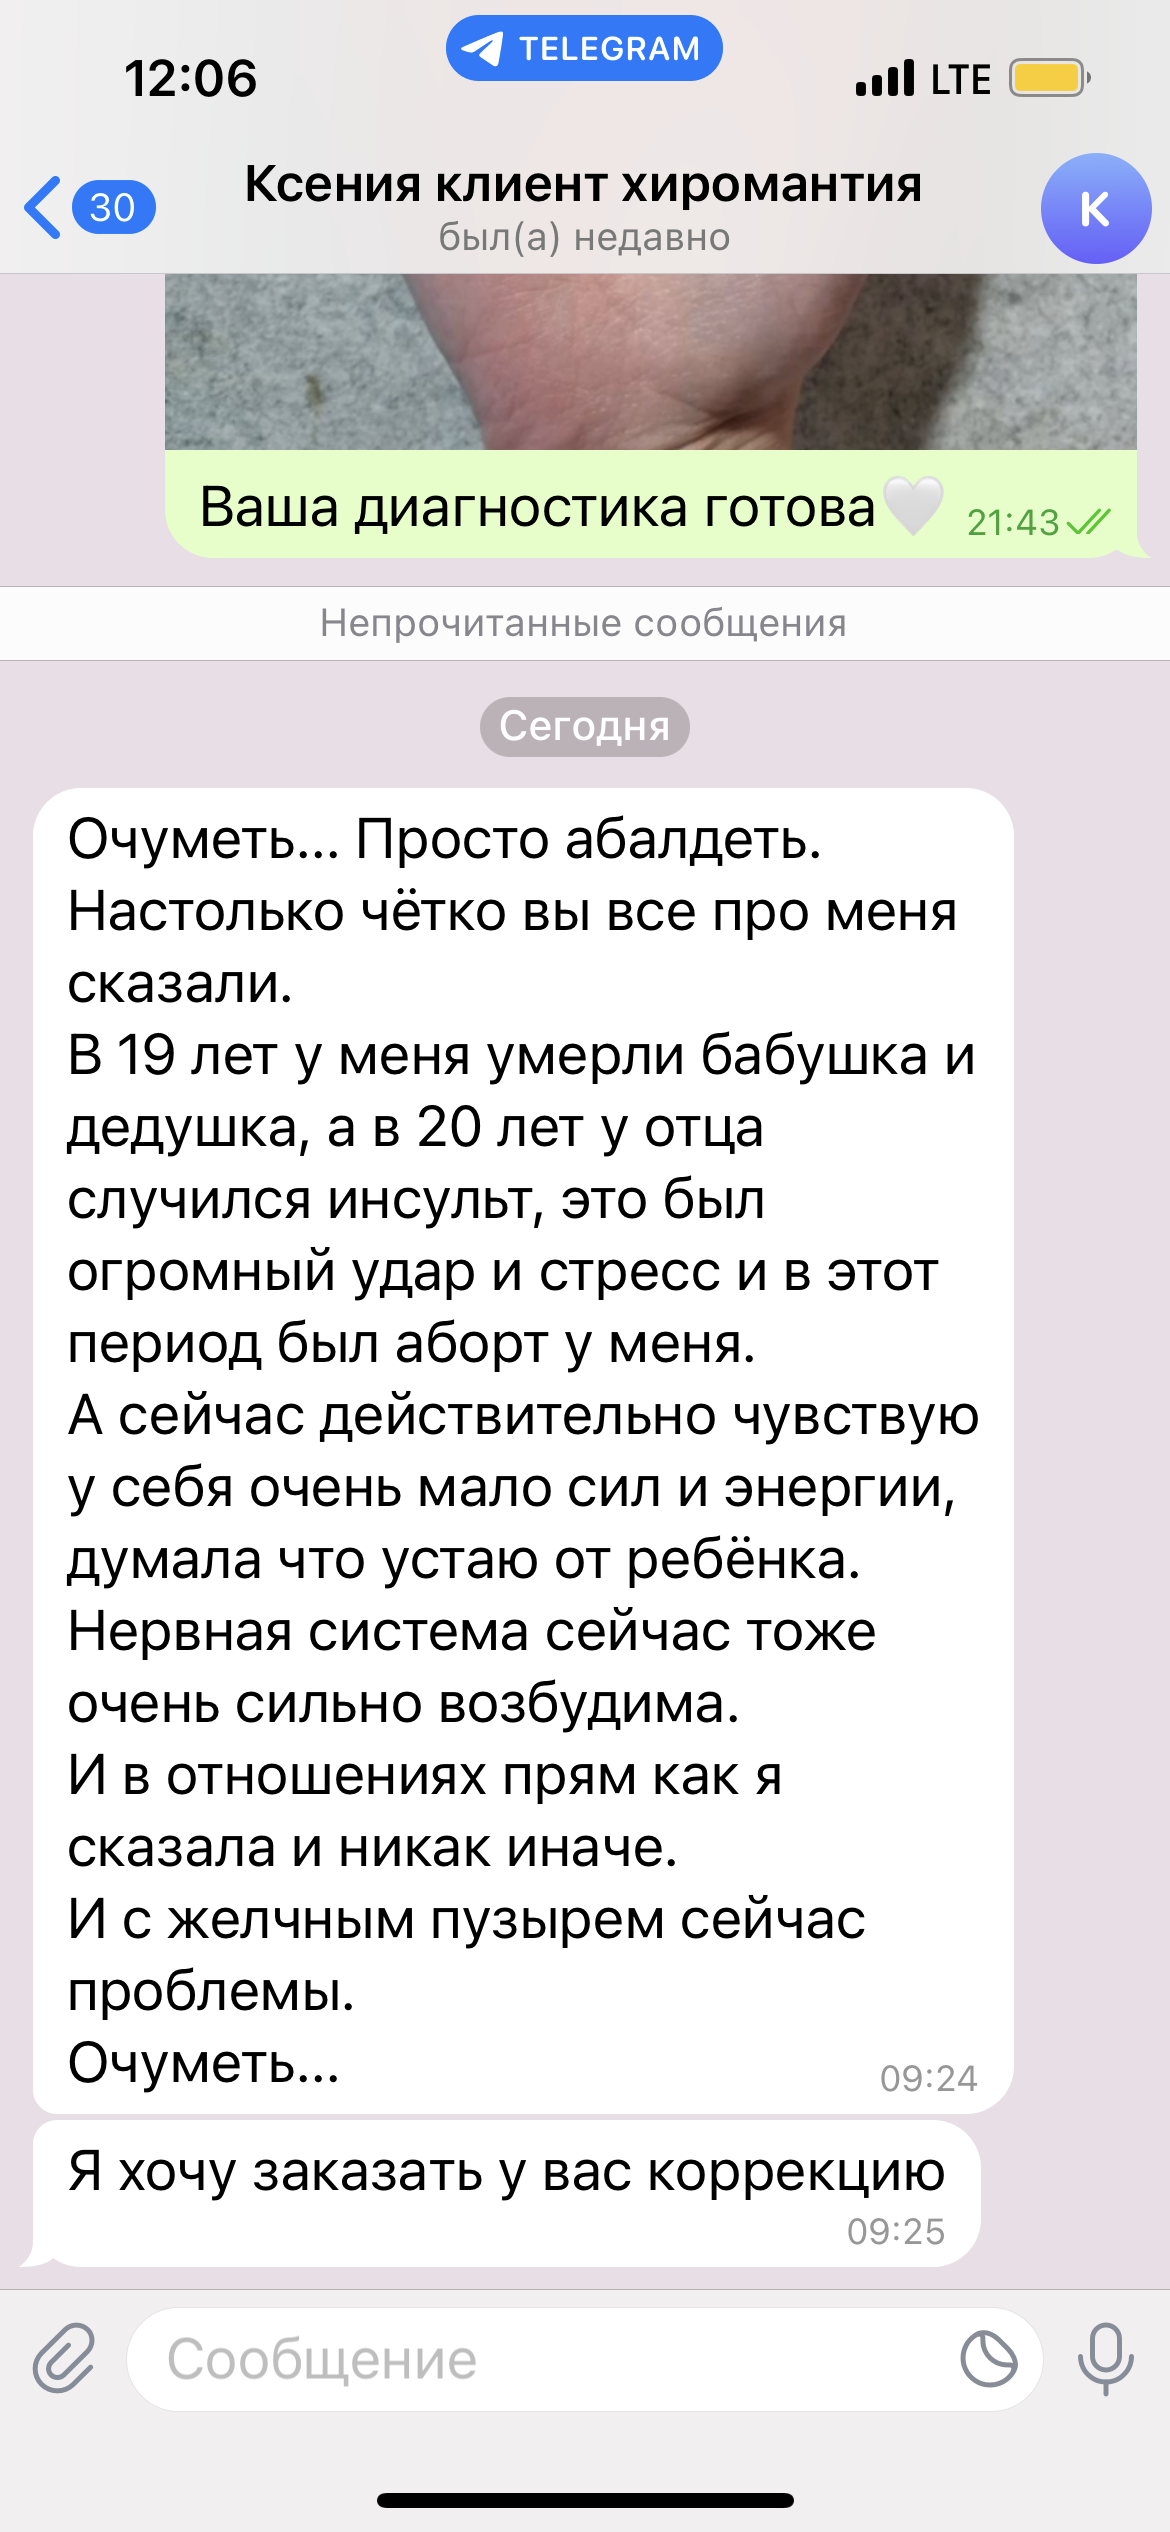 12:06
TELEGRAM
LTE
30
Ксения клиент хиромантия
был(а) недавно
K
Ваша диагностика готова🤍 21:43
Непрочитанные сообщения
Сегодня
Очуметь... Просто абалдеть.
Настолько чётко вы все про меня
сказали.
В 19 лет у меня умерли бабушка и
дедушка, а в 20 лет у отца
случился инсульт, это был
огромный удар и стресс и в этот
период был аборт у меня.
А сейчас действительно чувствую
у себя очень мало сил и энергии,
думала что устаю от ребёнка.
Нервная система сейчас тоже
очень сильно возбудима.
И в отношениях прям как я
сказала и никак иначе.
И с желчным пузырем сейчас
проблемы.
Очуметь...
09:24
Я хочу заказать у вас коррекцию
09:25
Сообщение